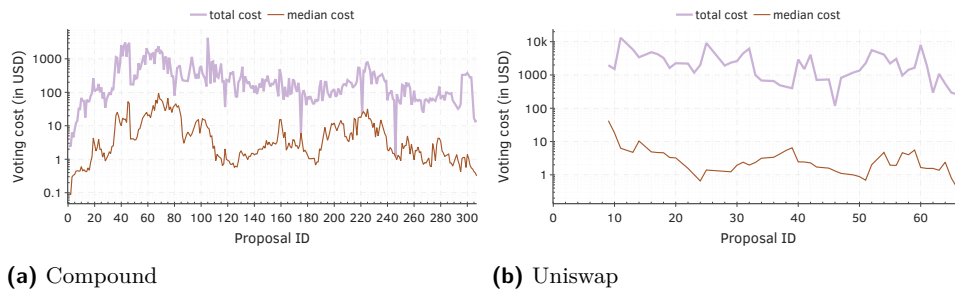 total cost median cost
1000
100
10
1
0.1
Voting cost (in USD)
0 20 40 60 80 100 120 140 160 180 200 220 240 260 280 300
Proposal ID
(a) Compound
total cost median cost
10k
1000
100
10
1
Voting cost (in USD)
0 10 20 30 40 50 60
Proposal ID
(b) Uniswap